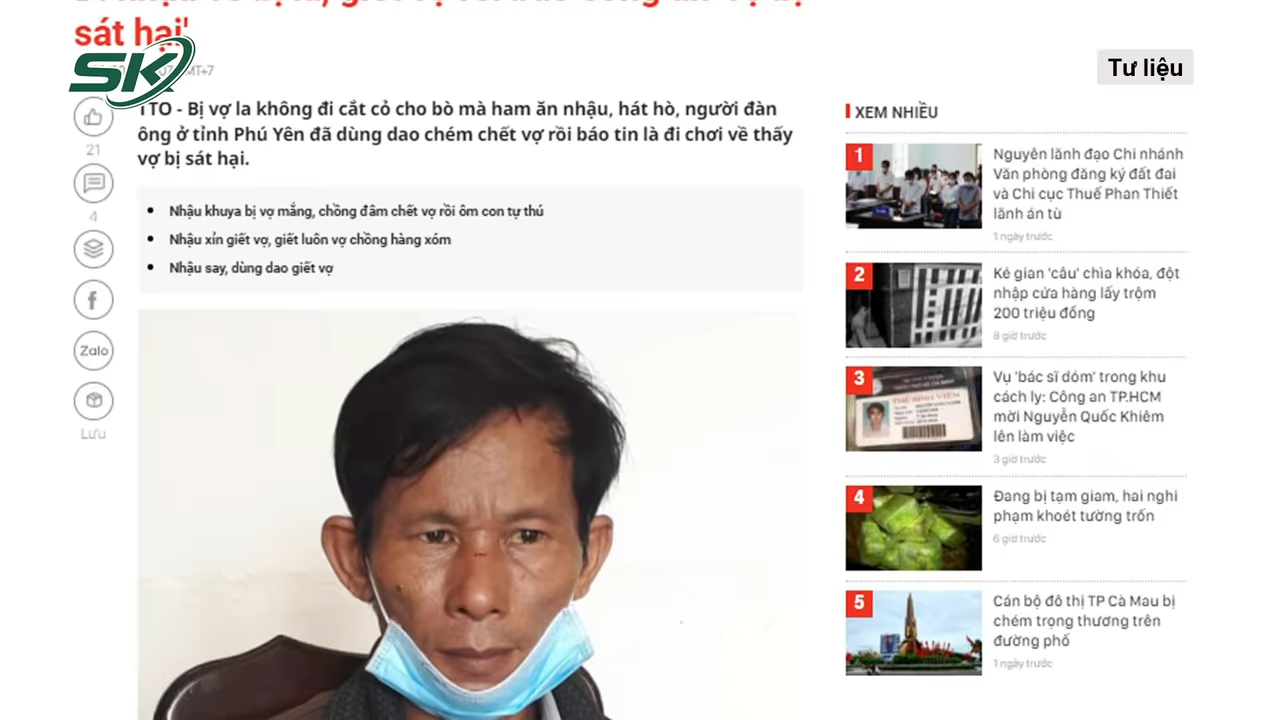 sát hại'
SK
MT+7
Tư liệu
TTO - Bị vợ la không đi cắt cỏ cho bò mà ham ăn nhậu, hát hò, người đàn
ông ở tỉnh Phú Yên đã dùng dao chém chết vợ rồi báo tin là đi chơi về thấy
vợ bị sát hại.
21
4
Zalo
Lưu
Nhậu khuya bị vợ mắng, chồng đâm chết vợ rồi ôm con tự thú
Nhậu xỉn giết vợ, giết luôn vợ chồng hàng xóm
Nhậu say, dùng dao giết vợ
XEM NHIỀU
1
Nguyên lãnh đạo Chi nhánh
Văn phòng đăng ký đất đai
và Chi cục Thuế Phan Thiết
lãnh án tù
1 ngày trước
2
Kẻ gian 'câu' chìa khóa, đột
nhập cửa hàng lấy trộm
200 triệu đồng
8 giờ trước
3
THẺ SINH VIÊN
Vụ 'bác sĩ dỏm' trong khu
cách ly: Công an TP.HCM
mời Nguyễn Quốc Khiêm
lên làm việc
3 giờ trước
4
Đang bị tạm giam, hai nghi
phạm khoét tường trốn
6 giờ trước
5
Cán bộ đô thị TP Cà Mau bị
chém trọng thương trên
đường phố
1 ngày trước